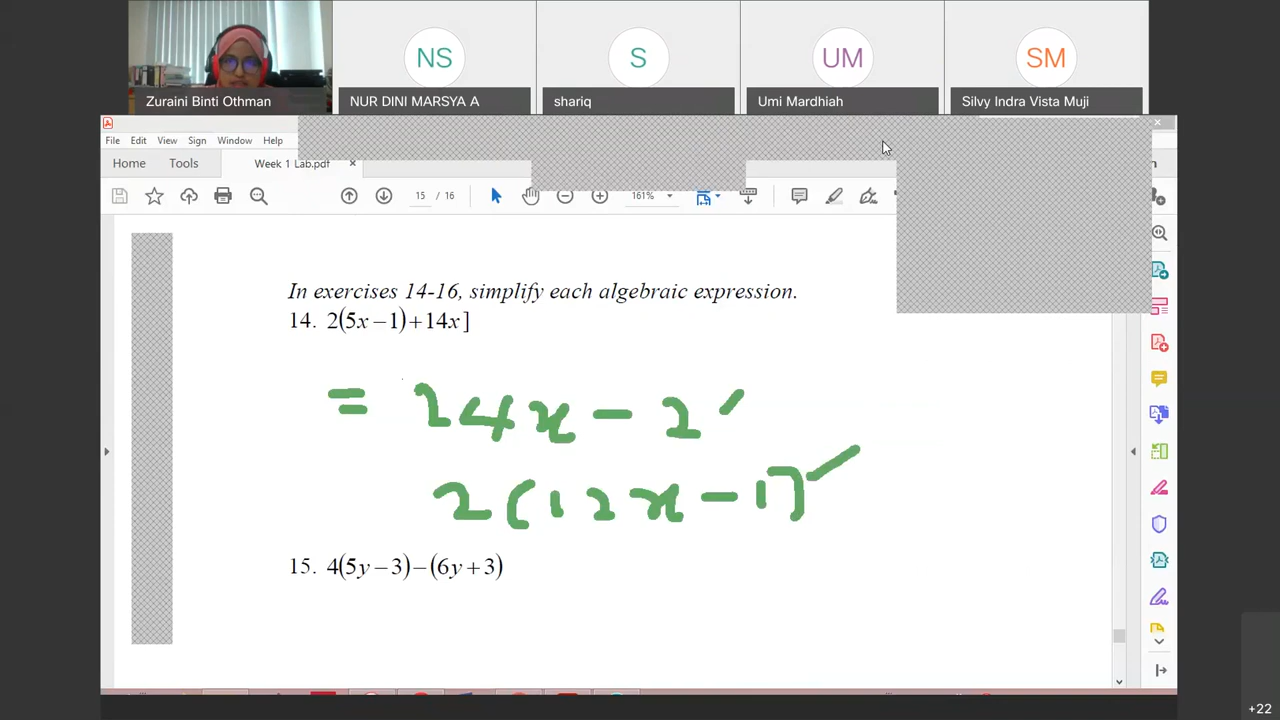 NS S UM SM
Zuraini Binti Othman NUR DINI MARSYA A shariq Umi Mardhiah Silvy Indra Vista Muji
File Edit View Sign Window Help
Home Tools Week 1 Lab.pdf ×
15 / 16 161%
In exercises 14-16, simplify each algebraic expression.
14. 2(5x−1)+14x]
= 24x − 2
2(12x − 1)
15. 4(5y−3)−(6y+3)
+22